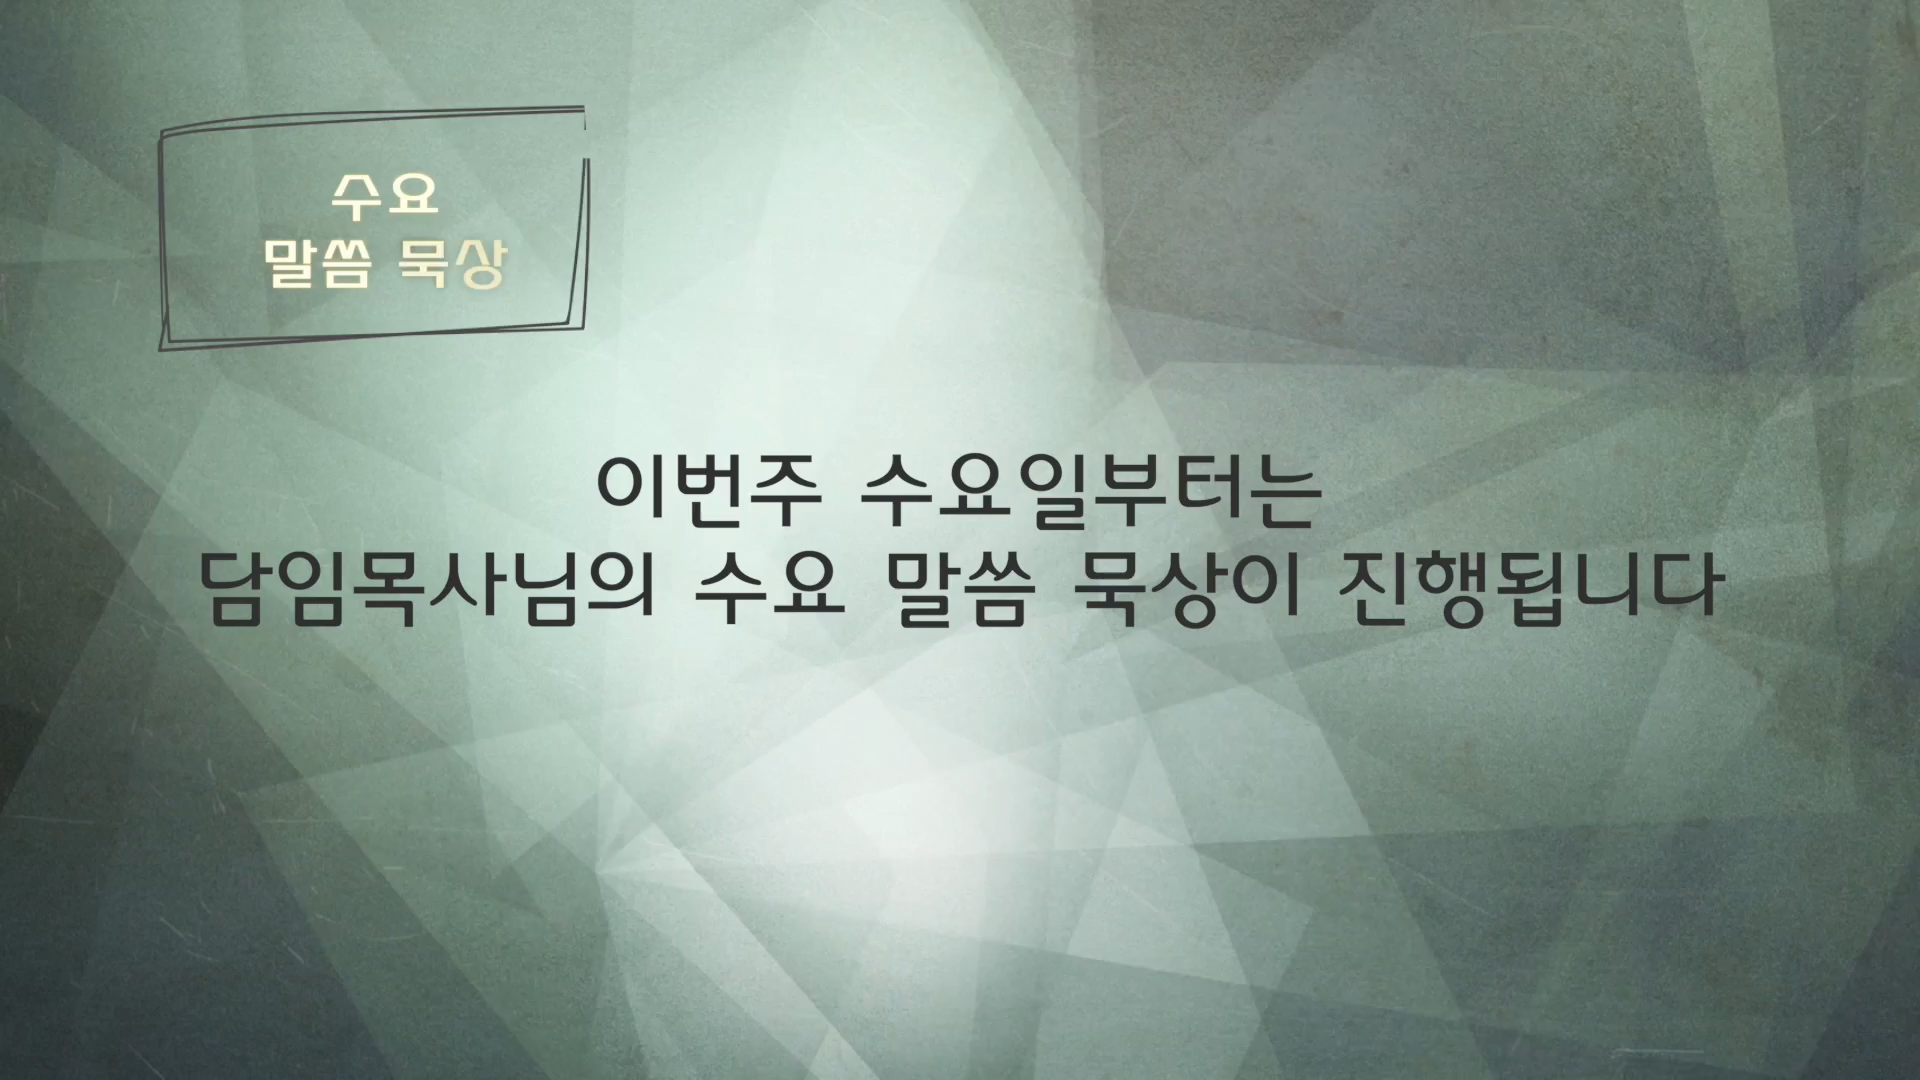 수요
말씀 묵상
이번주 수요일부터는
담임목사님의 수요 말씀 묵상이 진행됩니다